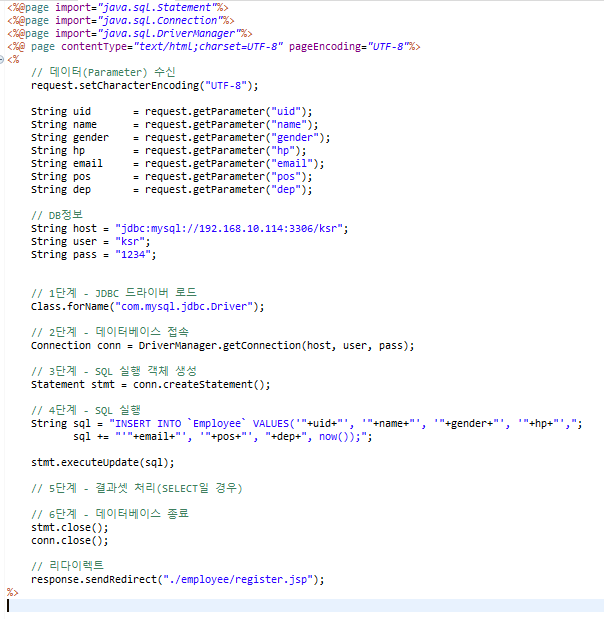 <%@page import="java.sql.Statement"%>
<%@page import="java.sql.Connection"%>
<%@page import="java.sql.DriverManager"%>
<%@ page contentType="text/html;charset=UTF-8" pageEncoding="UTF-8"%>
<%
// 데이터(Parameter) 수신
request.setCharacterEncoding("UTF-8");
String uid = request.getParameter("uid");
String name = request.getParameter("name");
String gender = request.getParameter("gender");
String hp = request.getParameter("hp");
String email = request.getParameter("email");
String pos = request.getParameter("pos");
String dep = request.getParameter("dep");
// DB정보
String host = "jdbc:mysql://192.168.10.114:3306/ksr";
String user = "ksr";
String pass = "1234";
// 1단계 - JDBC 드라이버 로드
Class.forName("com.mysql.jdbc.Driver");
// 2단계 - 데이터베이스 접속
Connection conn = DriverManager.getConnection(host, user, pass);
// 3단계 - SQL 실행 객체 생성
Statement stmt = conn.createStatement();
// 4단계 - SQL 실행
String sql = "INSERT INTO `Employee` VALUES('"+uid+"', '"+name+"', '"+gender+"', '"+hp+"',";
sql += "'"+email+"', '"+pos+"', "+dep+", now());";
stmt.executeUpdate(sql);
// 5단계 - 결과셋 처리(SELECT일 경우)
// 6단계 - 데이터베이스 종료
stmt.close();
conn.close();
// 리다이렉트
response.sendRedirect("./employee/register.jsp");
%>